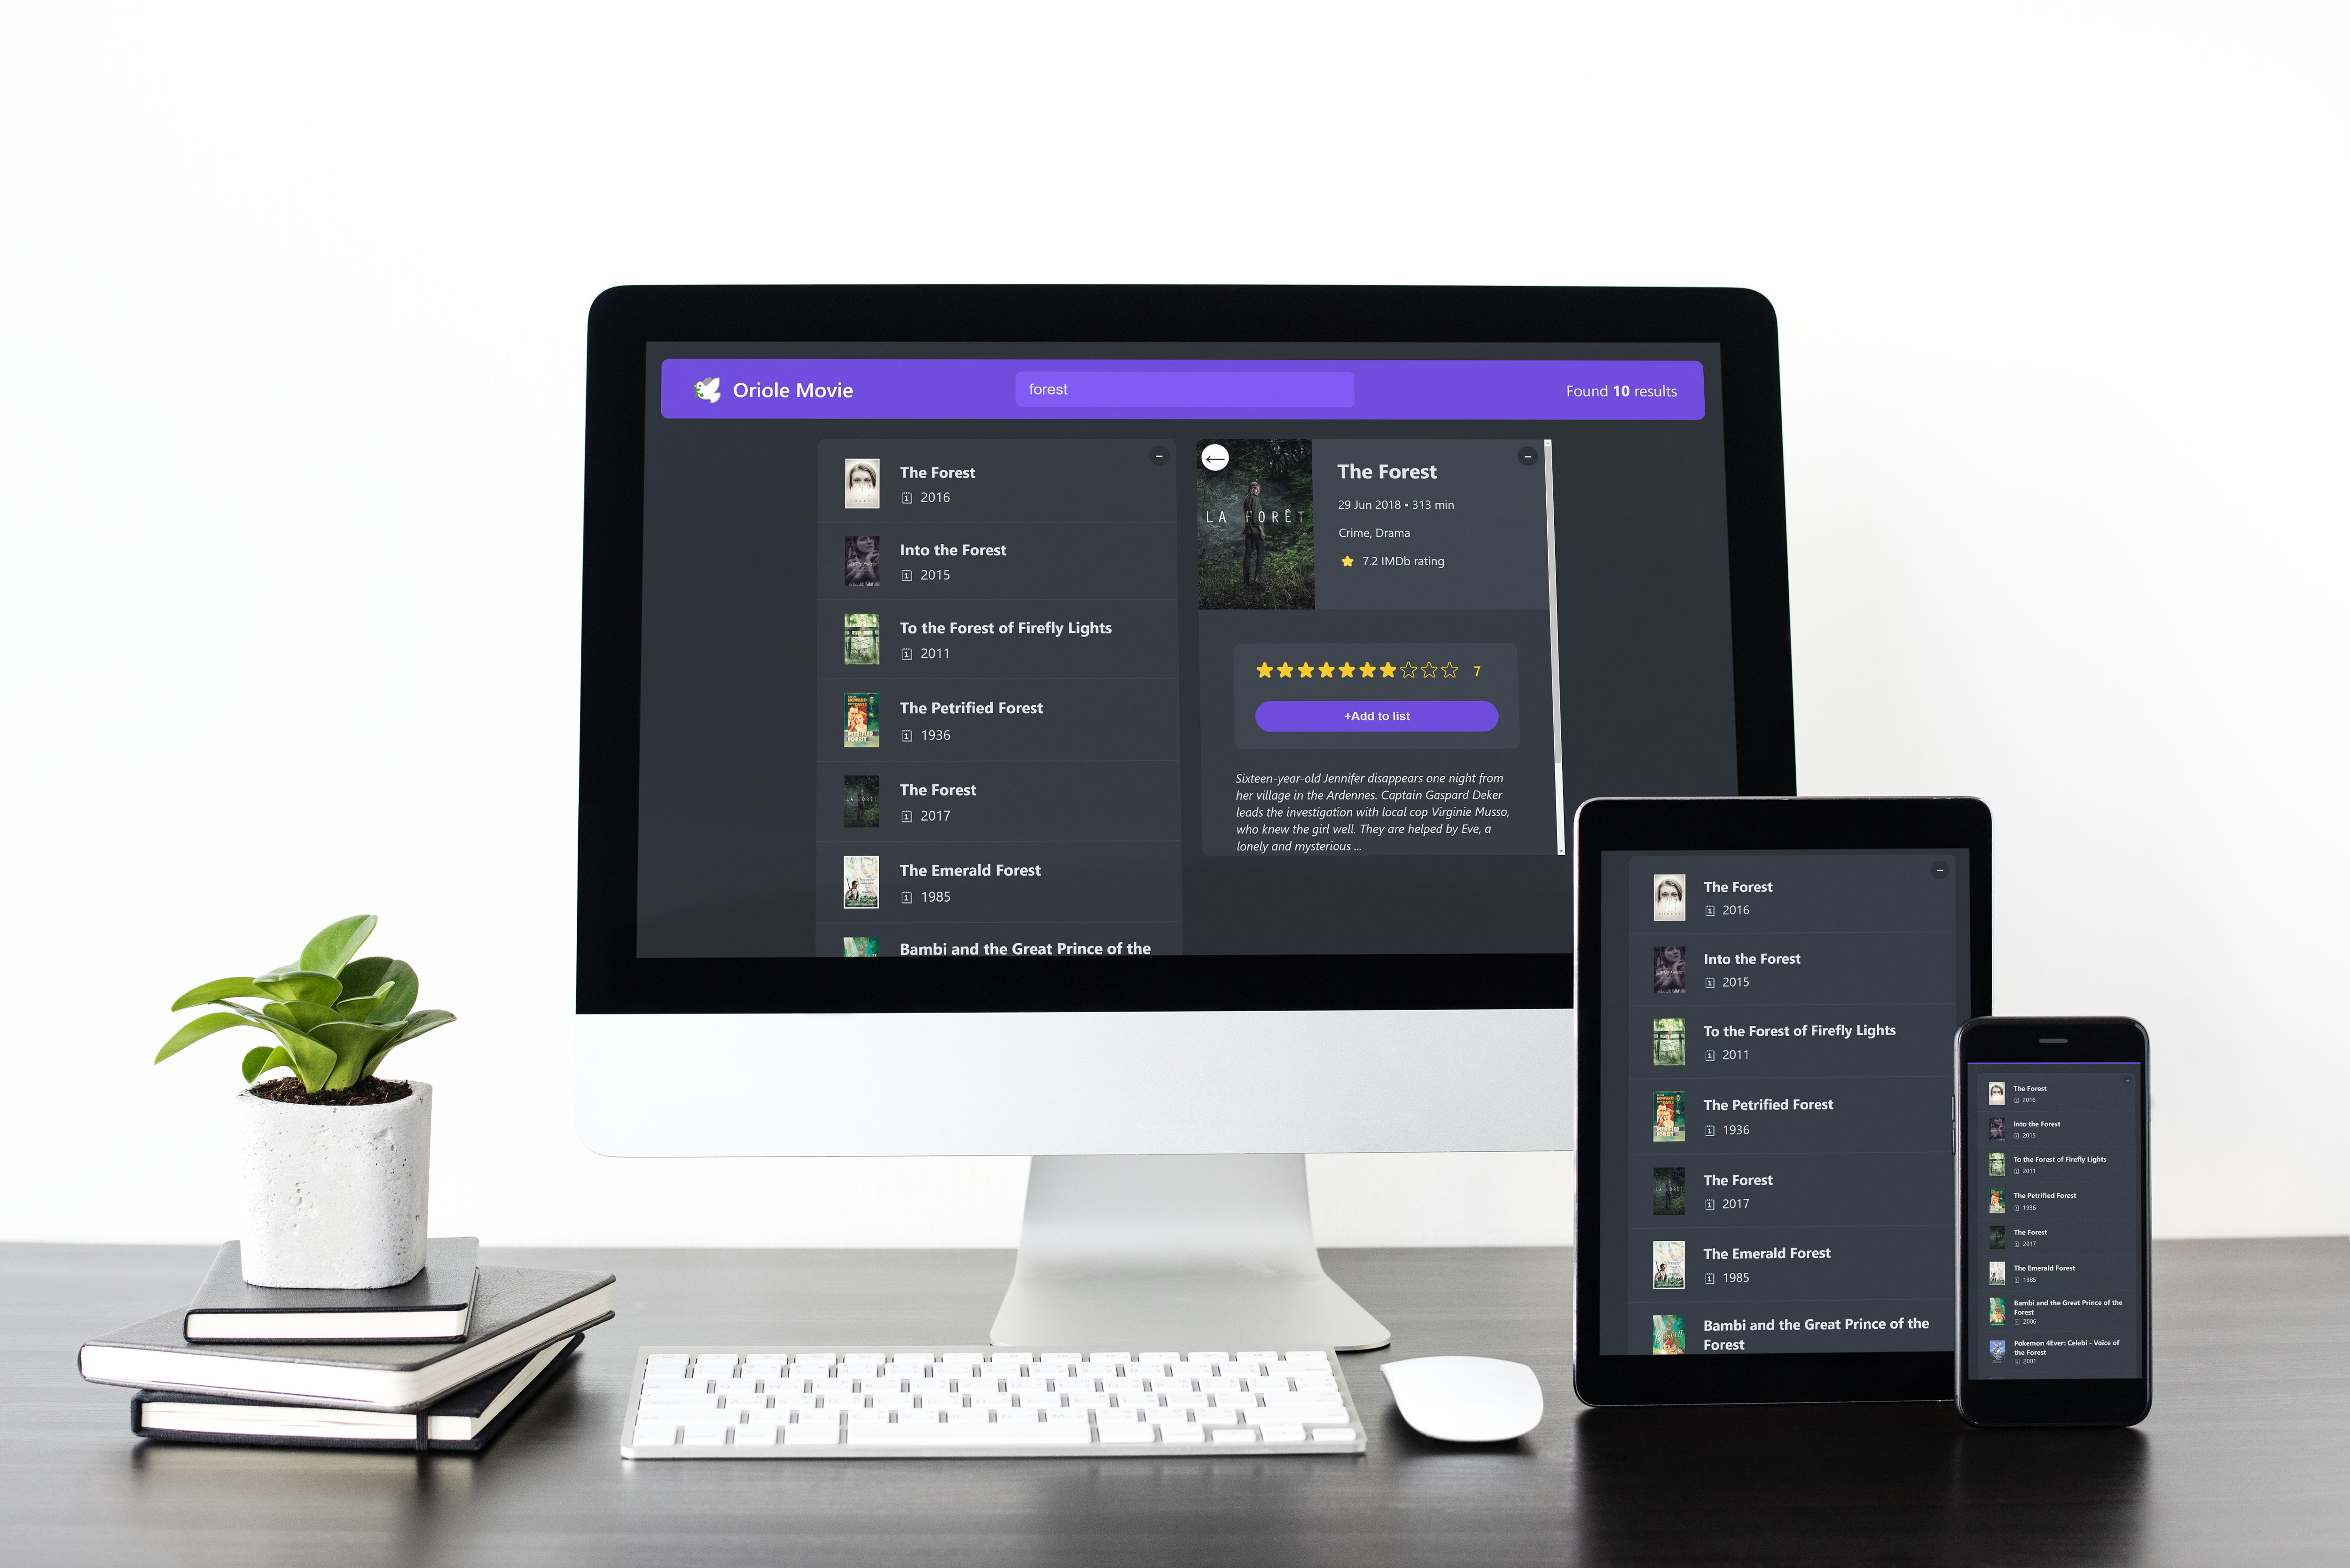 Oriole Movie
forest
Found 10 results
The Forest
2016
Into the Forest
2015
To the Forest of Firefly Lights
2011
The Petrified Forest
1936
The Forest
2017
The Emerald Forest
1985
Bambi and the Great Prince of the
LA FORÊT
The Forest
29 Jun 2018 • 313 min
Crime, Drama
7.2 IMDb rating
7
+Add to list
Sixteen-year-old Jennifer disappears one night from
her village in the Ardennes. Captain Gaspard Deker
leads the investigation with local cop Virginie Musso,
who knew the girl well. They are helped by Eve, a
lonely and mysterious ...
The Forest
2016
Into the Forest
2015
To the Forest of Firefly Lights
2011
The Petrified Forest
1936
The Forest
2017
The Emerald Forest
1985
Bambi and the Great Prince of the
Forest
The Forest
2016
Into the Forest
2015
To the Forest of Firefly Lights
2011
The Petrified Forest
1936
The Forest
2017
The Emerald Forest
1985
Bambi and the Great Prince of the
Forest
2006
Pokemon 4Ever: Celebi - Voice of
the Forest
2001